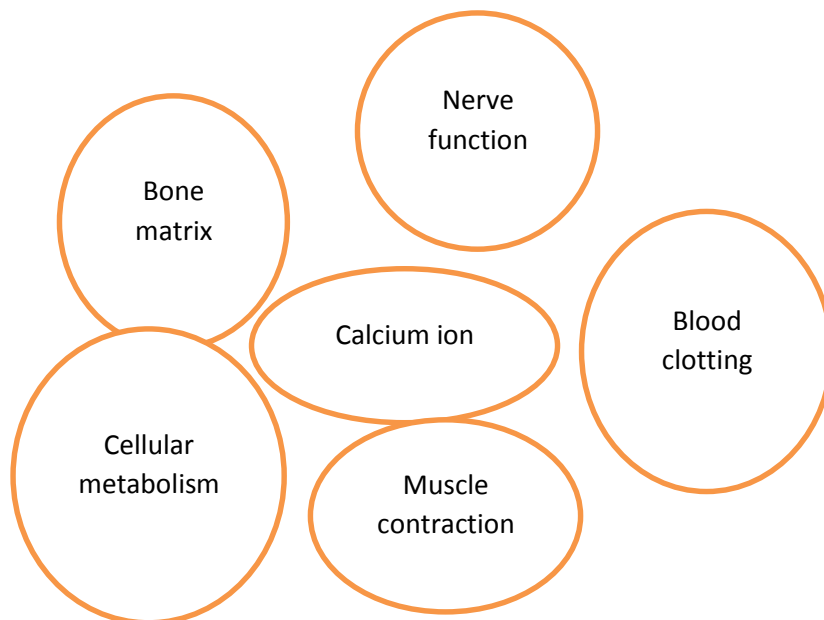 Nerve
function
Bone
matrix
Calcium ion
Blood
clotting
Cellular
metabolism
Muscle
contraction